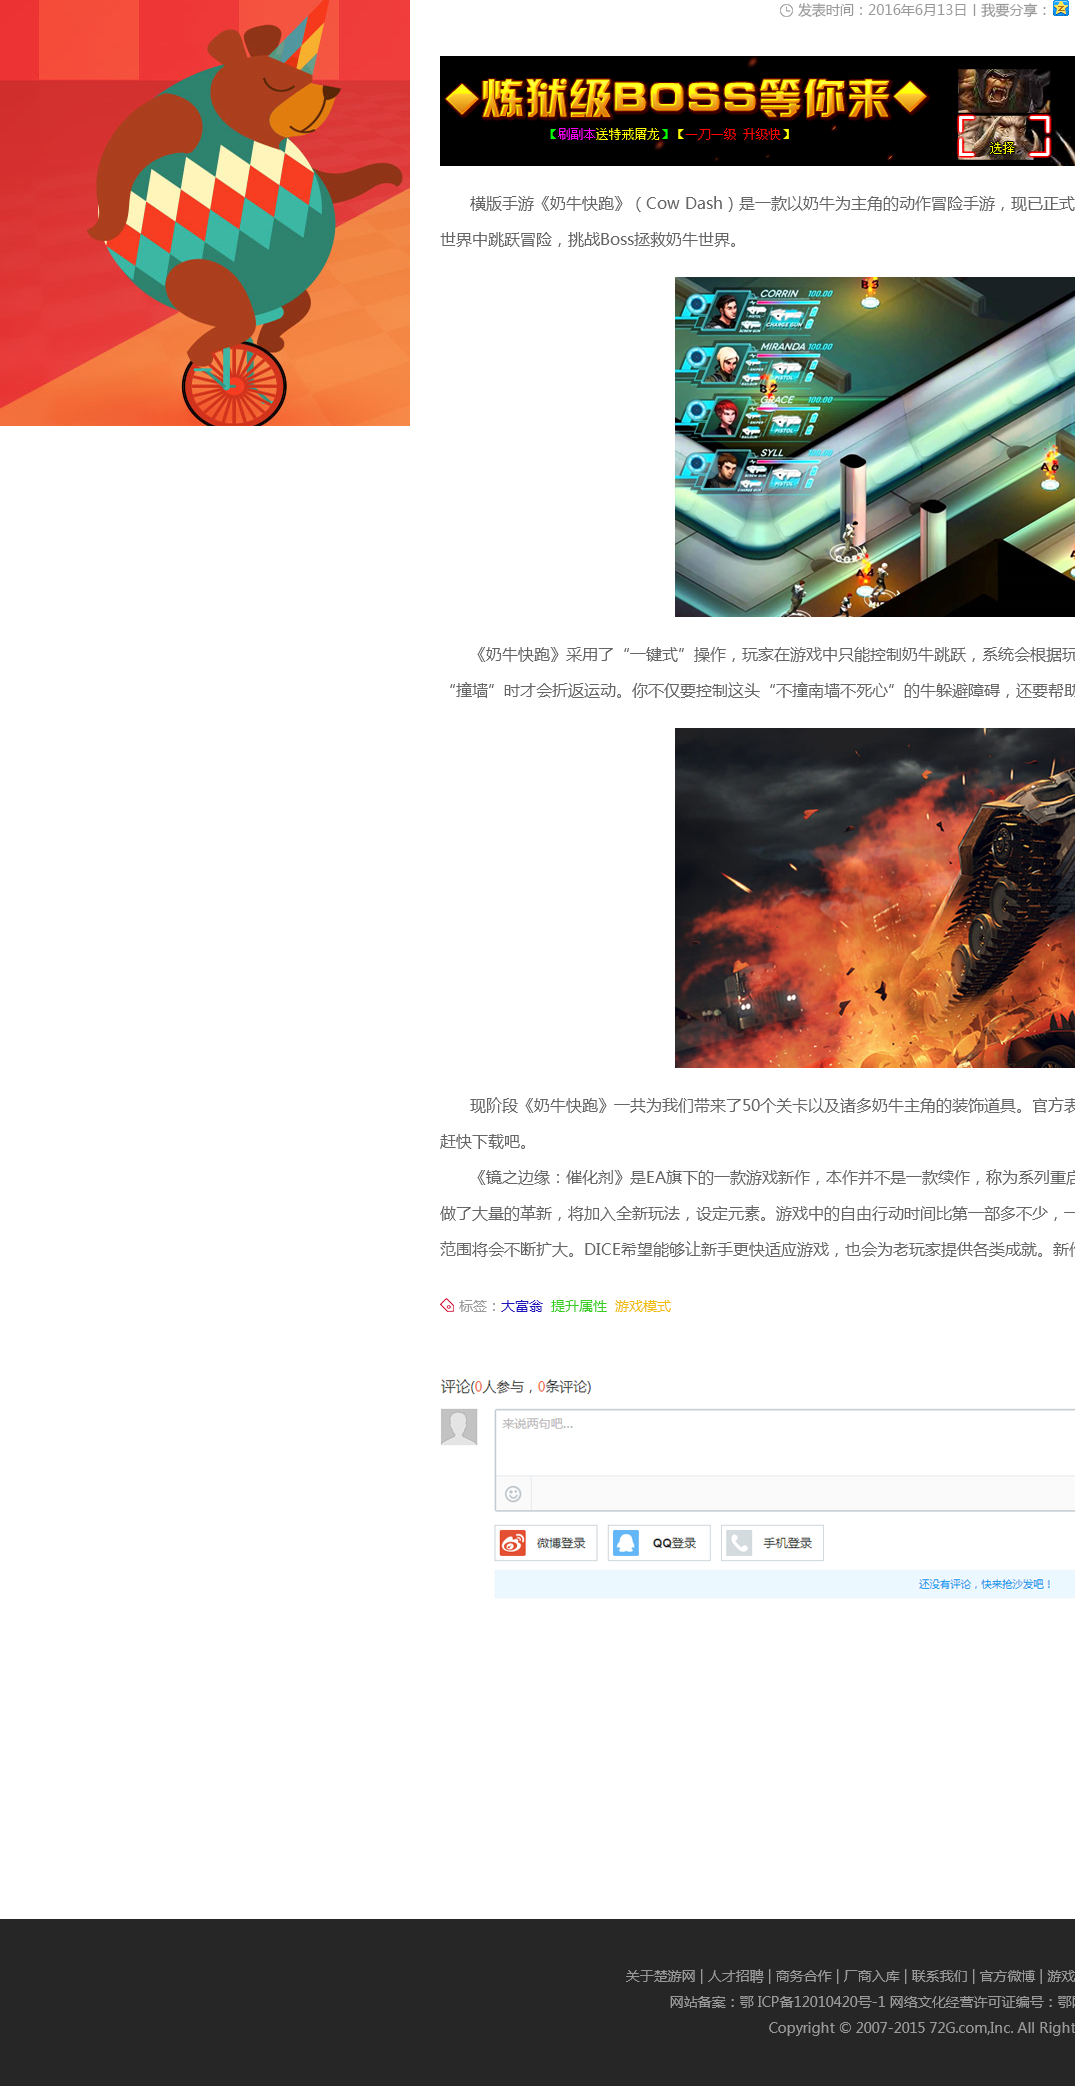 发表时间：2016年6月13日 | 我要分享：
◆炼狱级BOSS等你来◆
【刷副本送特戒屠龙】【一刀一级 升级快】
选择
横版手游《奶牛快跑》（Cow Dash）是一款以奶牛为主角的动作冒险手游，现已正式
世界中跳跃冒险，挑战Boss拯救奶牛世界。
B3
CORRIN 100.00
PISTOL
CHARGE GUN
MIRANDA 100.00
SNIPER
PISTOL
B2
GRACE 100.00
SNIPER
PISTOL
SYLL
PISTOL
A6
A4
《奶牛快跑》采用了“一键式”操作，玩家在游戏中只能控制奶牛跳跃，系统会根据玩
“撞墙”时才会折返运动。你不仅要控制这头“不撞南墙不死心”的牛躲避障碍，还要帮助
现阶段《奶牛快跑》一共为我们带来了50个关卡以及诸多奶牛主角的装饰道具。官方表
赶快下载吧。
《镜之边缘：催化剂》是EA旗下的一款游戏新作，本作并不是一款续作，称为系列重启
做了大量的革新，将加入全新玩法，设定元素。游戏中的自由行动时间比第一部多不少，一
范围将会不断扩大。DICE希望能够让新手更快适应游戏，也会为老玩家提供各类成就。新作
标签：大富翁 提升属性 游戏模式
评论(0人参与，0条评论)
来说两句吧...
微博登录 QQ登录 手机登录
还没有评论，快来抢沙发吧！
关于楚游网 | 人才招聘 | 商务合作 | 厂商入库 | 联系我们 | 官方微博 | 游戏
网站备案：鄂 ICP备12010420号-1 网络文化经营许可证编号：鄂网
Copyright © 2007-2015 72G.com,Inc. All Right